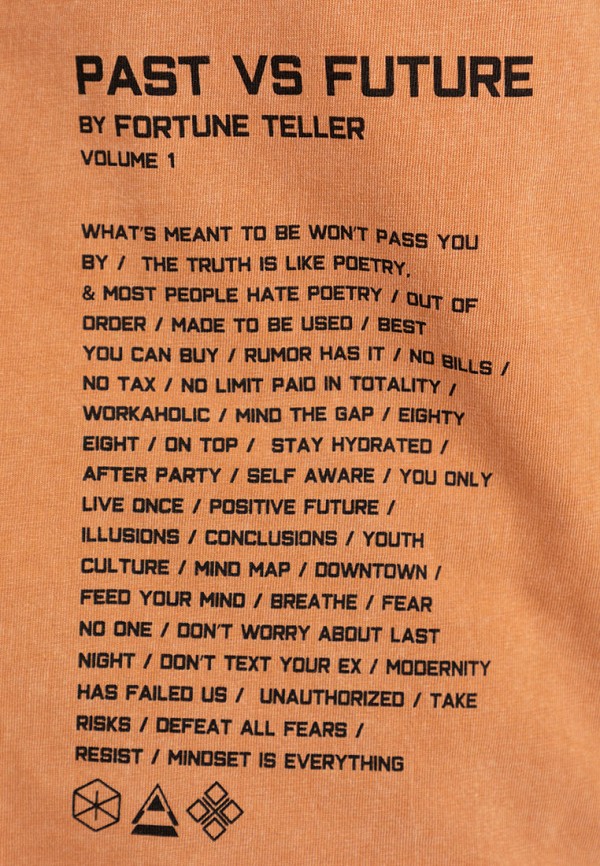 PAST VS FUTURE
BY FORTUNE TELLER
VOLUME 1
WHAT'S MEANT TO BE WON'T PASS YOU
BY / THE TRUTH IS LIKE POETRY,
& MOST PEOPLE HATE POETRY / OUT OF
ORDER / MADE TO BE USED / BEST
YOU CAN BUY / RUMOR HAS IT / NO BILLS /
NO TAX / NO LIMIT PAID IN TOTALITY /
WORKAHOLIC / MIND THE GAP / EIGHTY
EIGHT / ON TOP / STAY HYDRATED /
AFTER PARTY / SELF AWARE / YOU ONLY
LIVE ONCE / POSITIVE FUTURE /
ILLUSIONS / CONCLUSIONS / YOUTH
CULTURE / MIND MAP / DOWNTOWN /
FEED YOUR MIND / BREATHE / FEAR
NO ONE / DON'T WORRY ABOUT LAST
NIGHT / DON'T TEXT YOUR EX / MODERNITY
HAS FAILED US / UNAUTHORIZED / TAKE
RISKS / DEFEAT ALL FEARS /
RESIST / MINDSET IS EVERYTHING